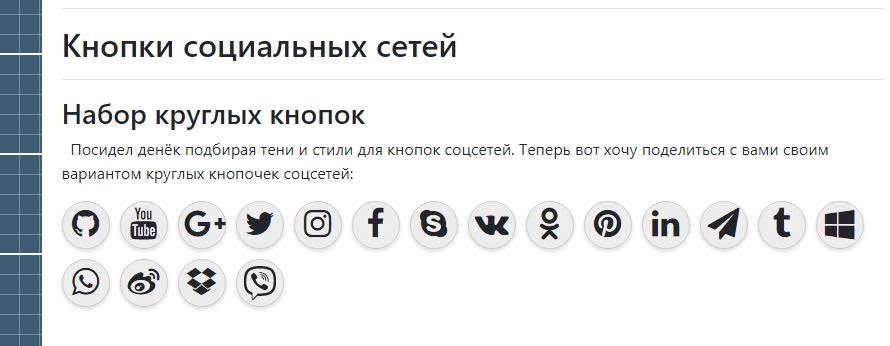 Кнопки социальных сетей
Набор круглых кнопок
Посидел денёк подбирая тени и стили для кнопок соцсетей. Теперь вот хочу поделиться с вами своим
вариантом круглых кнопочек соцсетей:
You Tube G+ f S t in